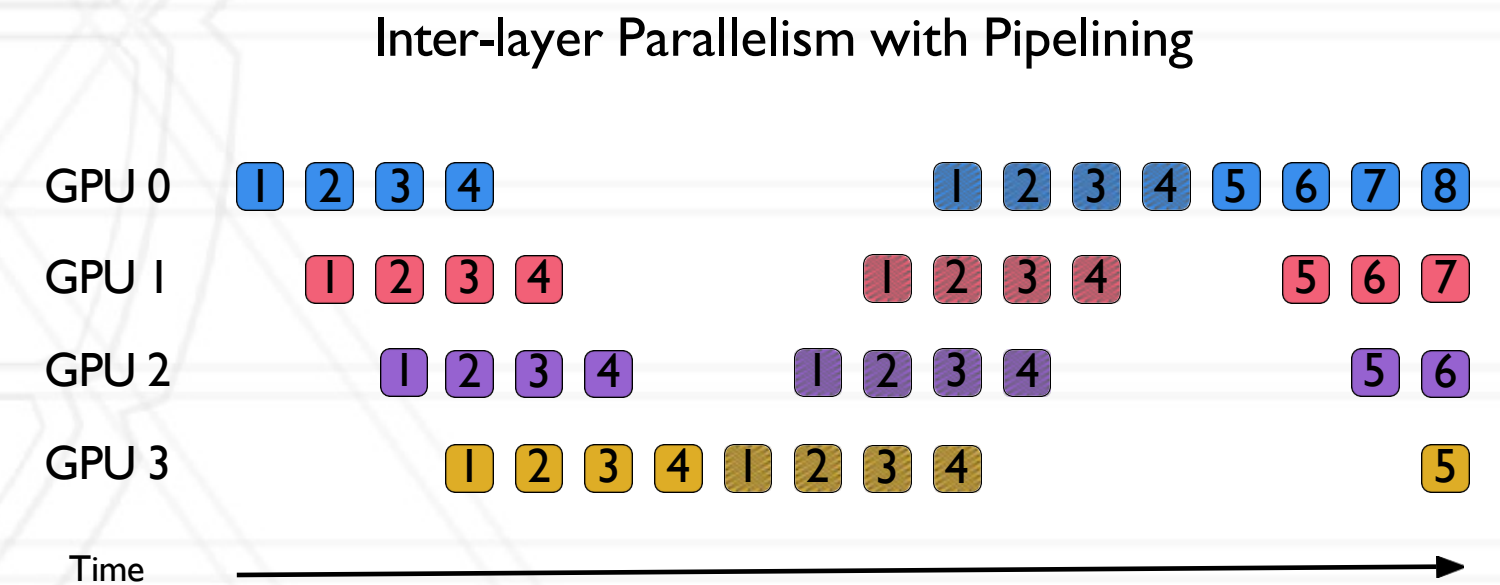 Inter-layer Parallelism with Pipelining
GPU 0 1 2 3 4 1 2 3 4 5 6 7 8
GPU 1 1 2 3 4 1 2 3 4 5 6 7
GPU 2 1 2 3 4 1 2 3 4 5 6
GPU 3 1 2 3 4 1 2 3 4 5
Time